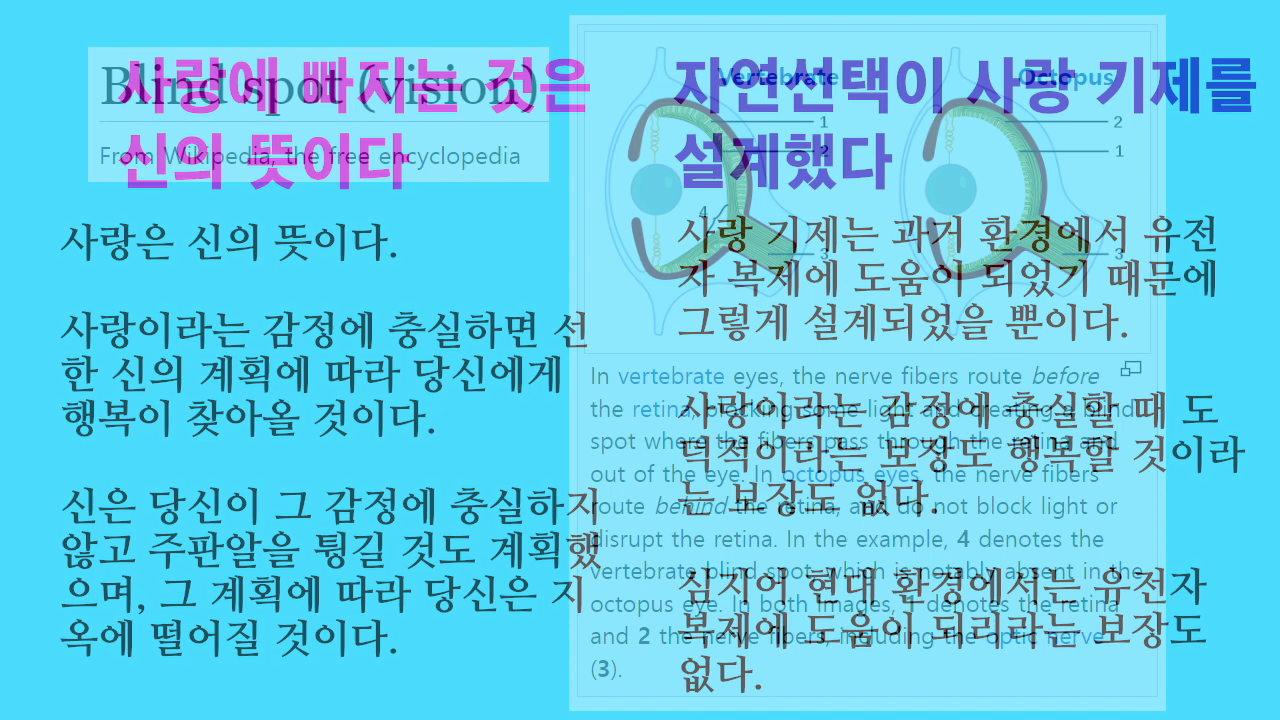 Blind spot (vision)
From Wikipedia, the free encyclopedia
사랑에 빠지는 것은
신의 뜻이다
사랑은 신의 뜻이다.
사랑이라는 감정에 충실하면 선
한 신의 계획에 따라 당신에게
행복이 찾아올 것이다.
신은 당신이 그 감정에 충실하지
않고 주판알을 튕길 것도 계획했
으며, 그 계획에 따라 당신은 지
옥에 떨어질 것이다.
자연선택이 사랑 기제를
설계했다
사랑 기제는 과거 환경에서 유전
자 복제에 도움이 되었기 때문에
그렇게 설계되었을 뿐이다.
사랑이라는 감정에 충실할 때 도
덕적이라는 보장도 행복할 것이라
는 보장도 없다.
심지어 현대 환경에서는 유전자
복제에 도움이 되리라는 보장도
없다.
Vertebrate
1
2
4
3
Octopus
2
1
3
In vertebrate eyes, the nerve fibers route before
the retina, blocking some light and creating a blind
spot where the fibers pass through the retina and
out of the eye. In octopus eyes, the nerve fibers
route behind the retina, and do not block light or
disrupt the retina. In the example, 4 denotes the
vertebrate blind spot, which is notably absent in the
octopus eye. In both images, 1 denotes the retina
and 2 the nerve fibers, including the optic nerve
(3).